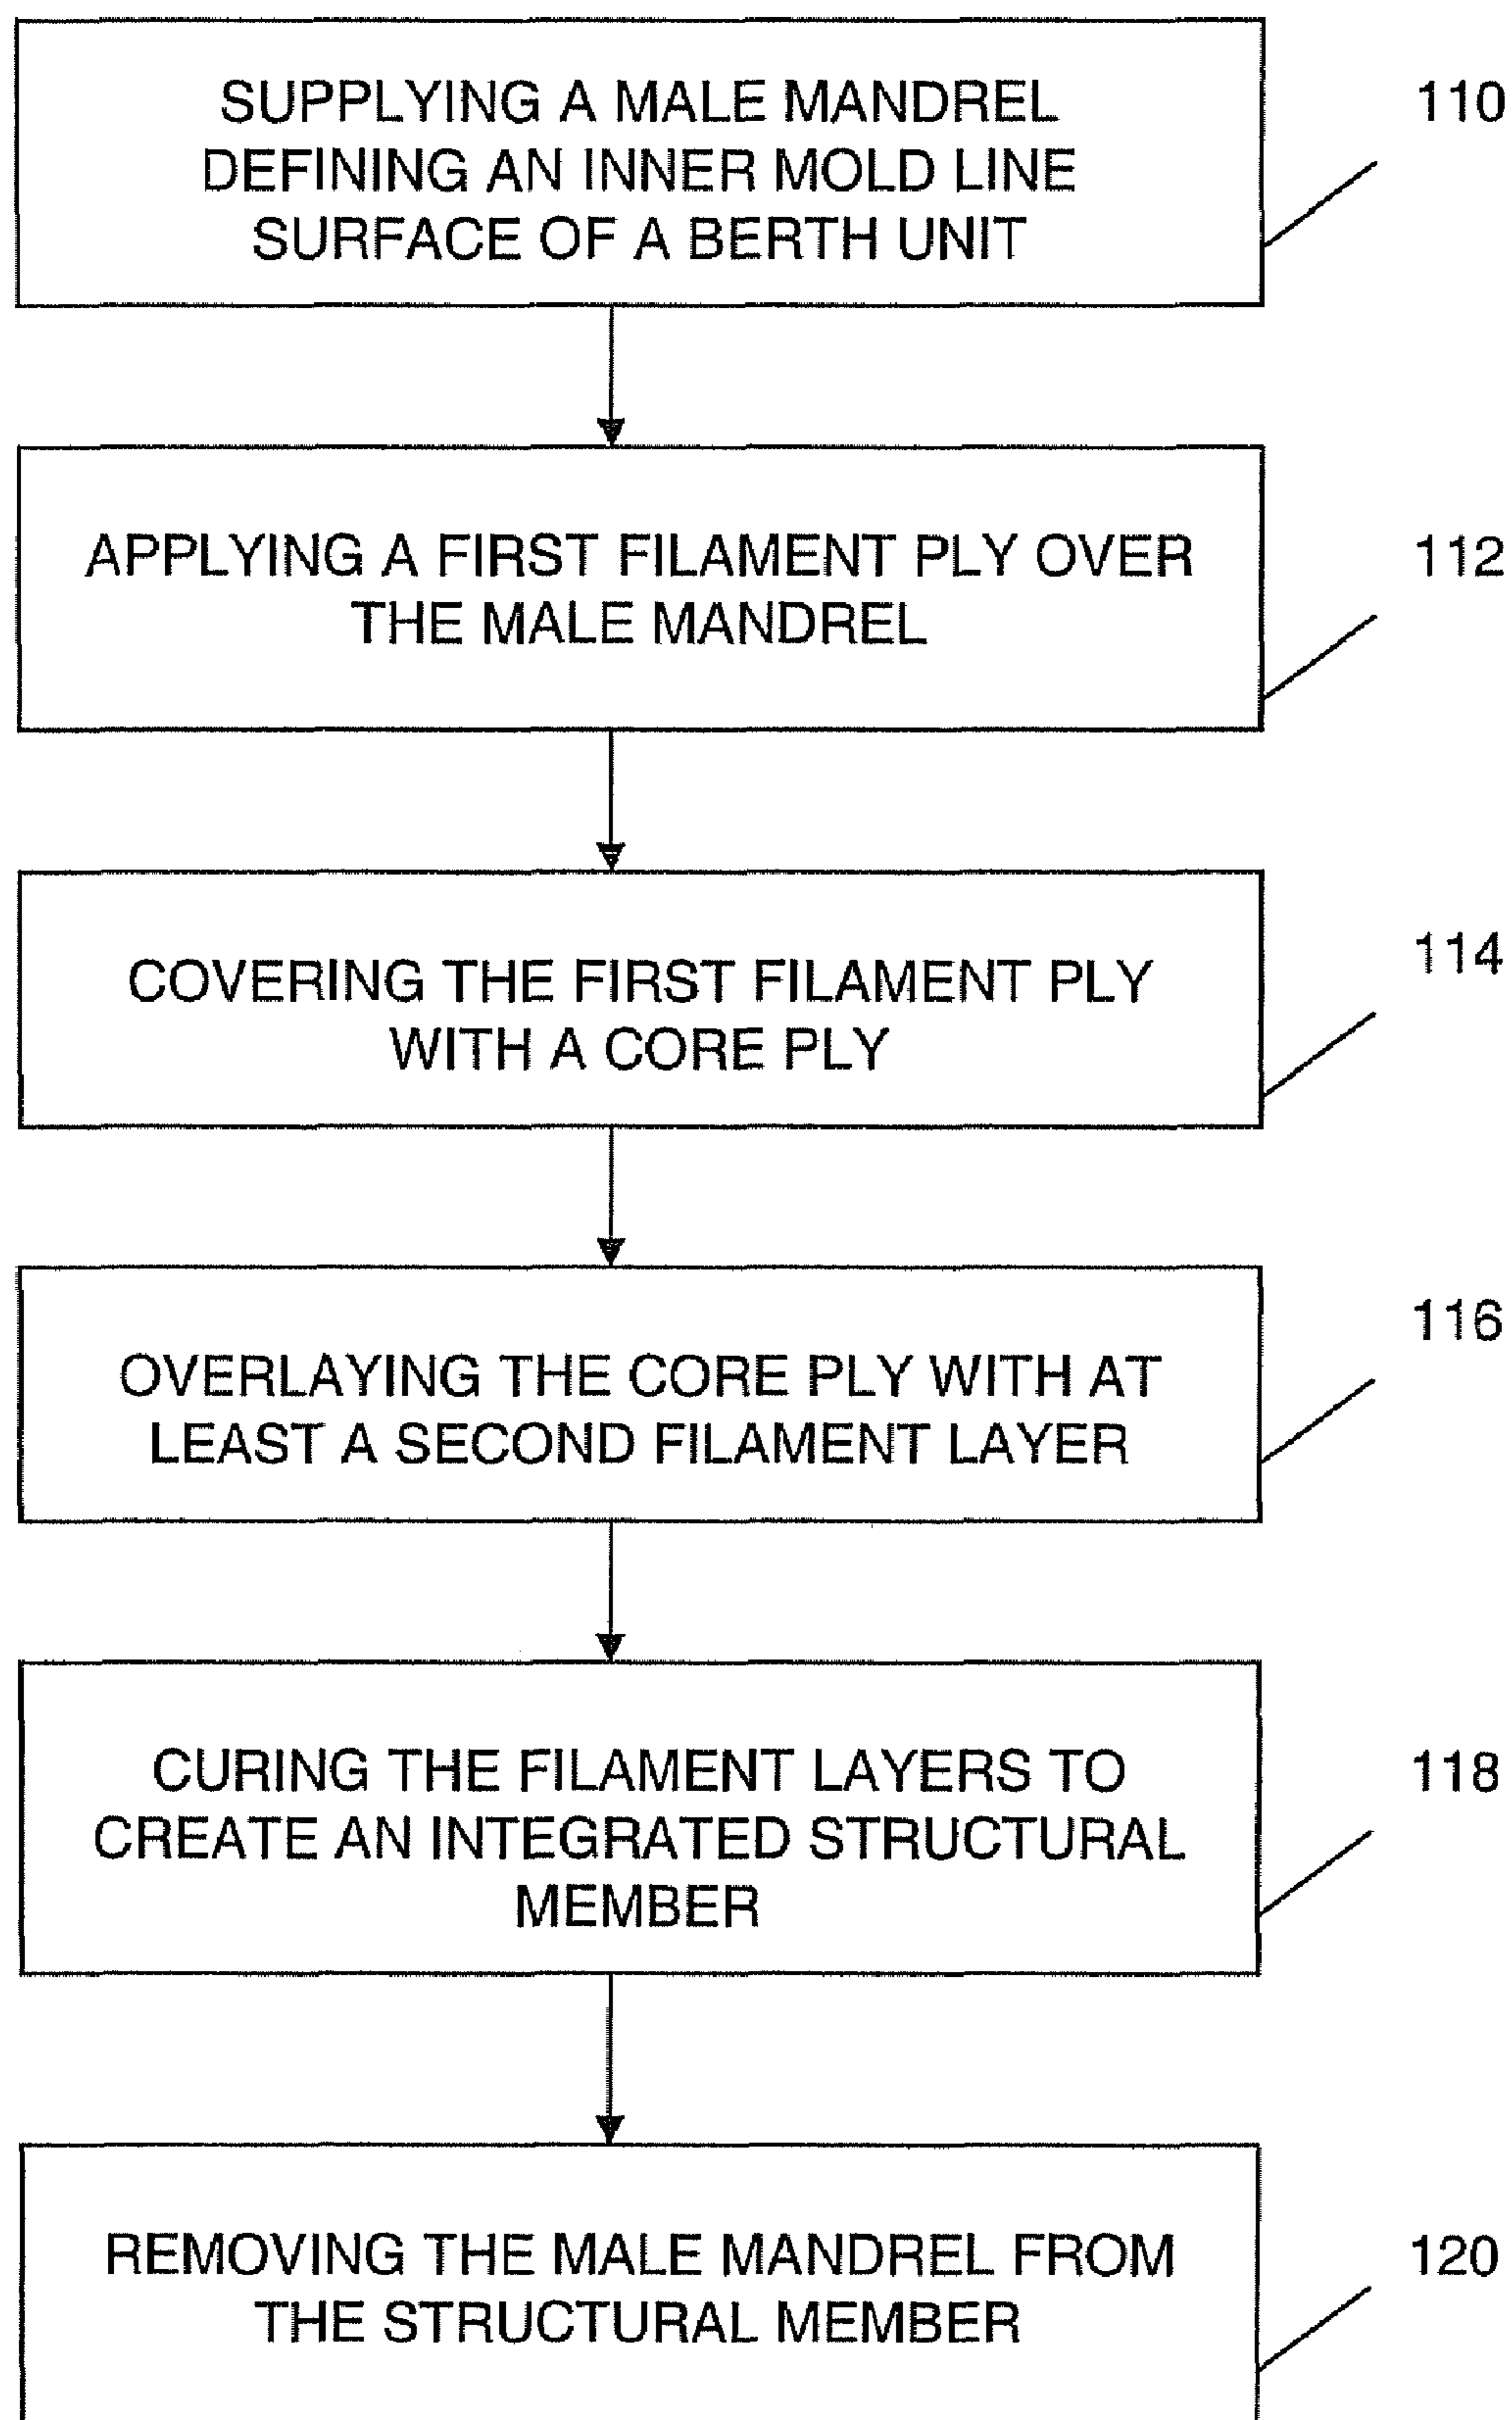 SUPPLYING A MALE MANDREL
DEFINING AN INNER MOLD LINE
SURFACE OF A BERTH UNIT
110
APPLYING A FIRST FILAMENT PLY OVER
THE MALE MANDREL
112
COVERING THE FIRST FILAMENT PLY
WITH A CORE PLY
114
OVERLAYING THE CORE PLY WITH AT
LEAST A SECOND FILAMENT LAYER
116
CURING THE FILAMENT LAYERS TO
CREATE AN INTEGRATED STRUCTURAL
MEMBER
118
REMOVING THE MALE MANDREL FROM
THE STRUCTURAL MEMBER
120